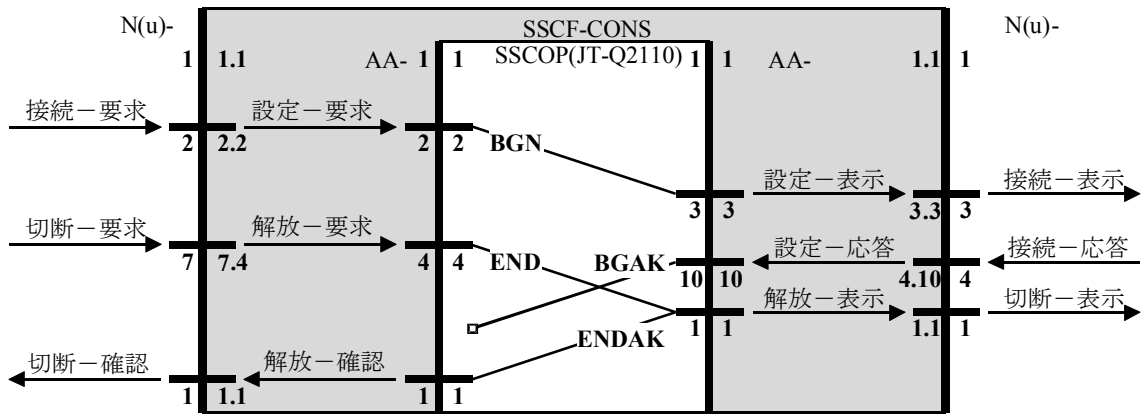 N(u)- SSCF-CONS N(u)-
1 1.1 AA- 1 1 SSCOP(JT-Q2110) 1 1 AA- 1.1 1
接続－要求 設定－要求
2 2.2 2 2 BGN
設定－表示 接続－表示
3 3 3.3 3
切断－要求 解放－要求 設定－応答 接続－応答
7 7.4 4 4 END BGAK 10 10 4.10 4
解放－表示 切断－表示
ENDAK 1 1 1.1 1
切断－確認 解放－確認
1 1.1 1 1